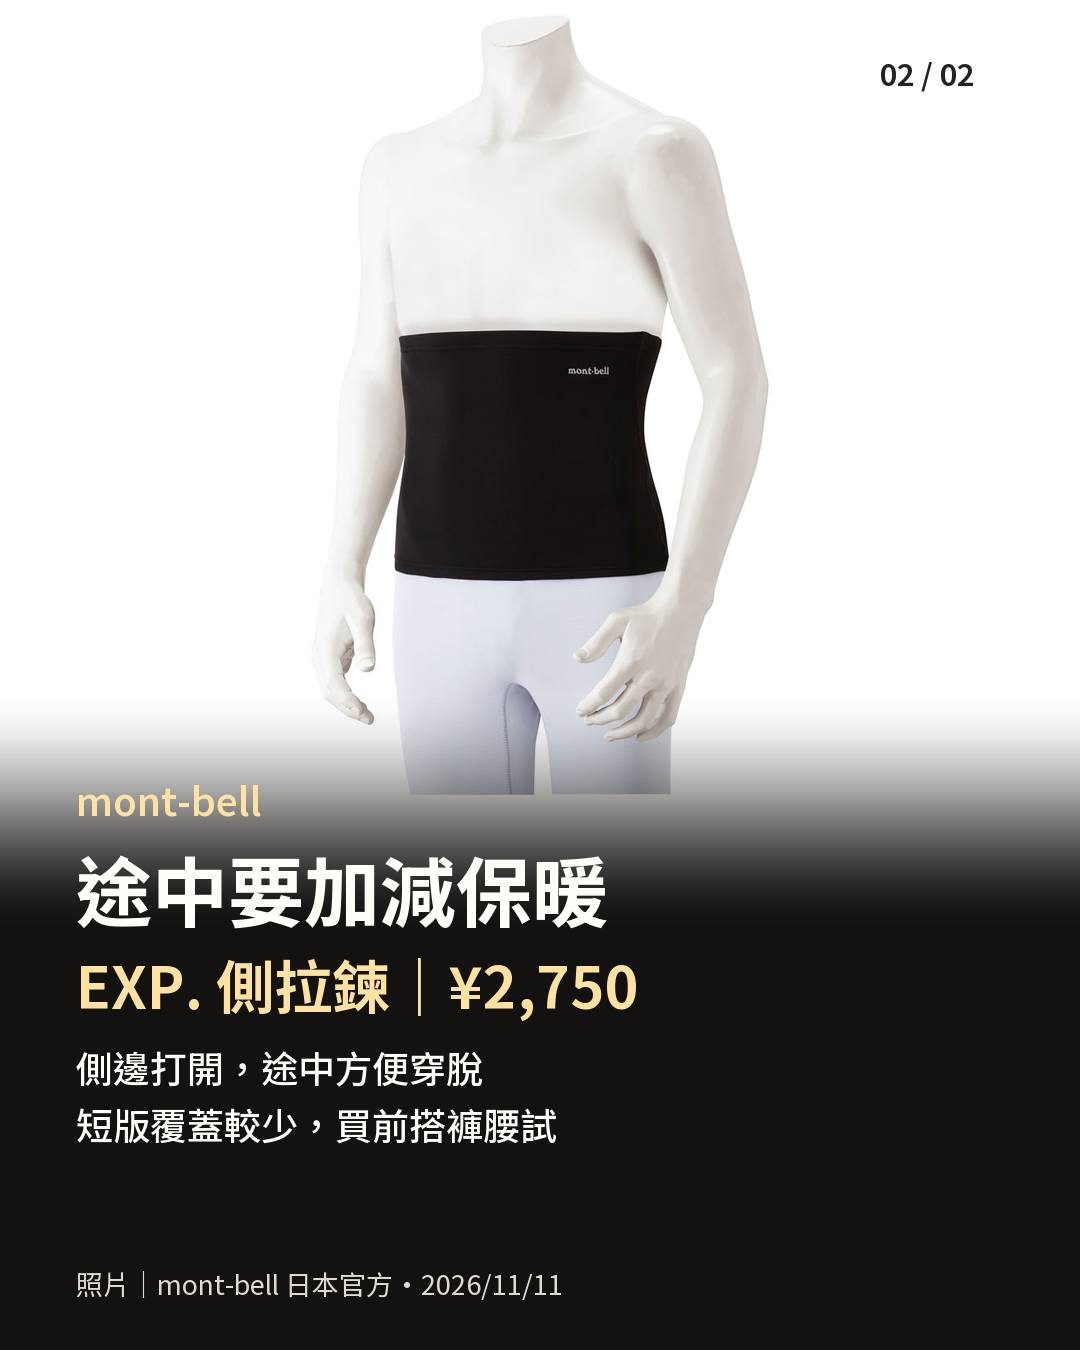 02 / 02
mont-bell
mont-bell
途中要加減保暖
EXP. 側拉鍊｜¥2,750
側邊打開，途中方便穿脫
短版覆蓋較少，買前搭褲腰試
照片｜mont-bell 日本官方・2026/11/11